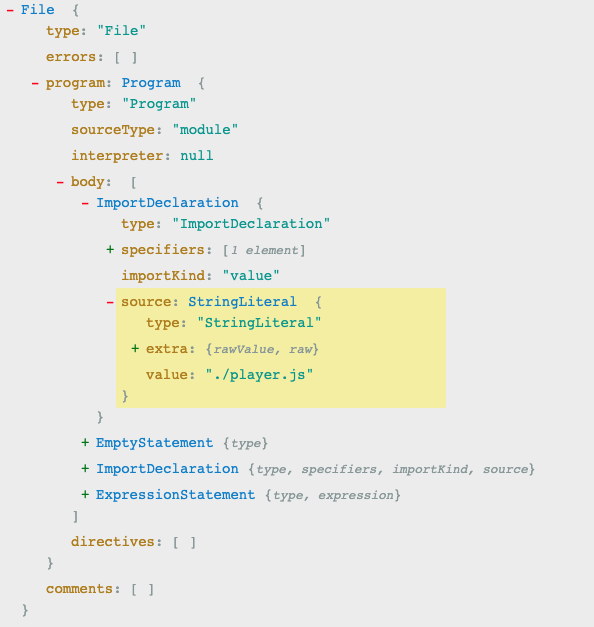 - File {
type: "File"
errors: [ ]
- program: Program {
type: "Program"
sourceType: "module"
interpreter: null
- body: [
- ImportDeclaration {
type: "ImportDeclaration"
+ specifiers: [1 element]
importKind: "value"
- source: StringLiteral {
type: "StringLiteral"
+ extra: {rawValue, raw}
value: "./player.js"
}
}
+ EmptyStatement {type}
+ ImportDeclaration {type, specifiers, importKind, source}
+ ExpressionStatement {type, expression}
]
directives: [ ]
}
comments: [ ]
}